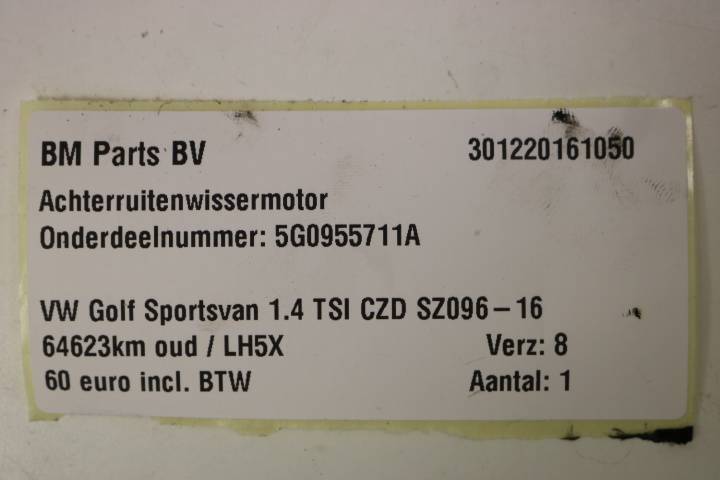 BM Parts BV 301220161050
Achterruitenwissermotor
Onderdeelnummer: 5G0955711A
VW Golf Sportsvan 1.4 TSI CZD SZ096-16
64623km oud / LH5X Verz: 8
60 euro incl. BTW Aantal: 1